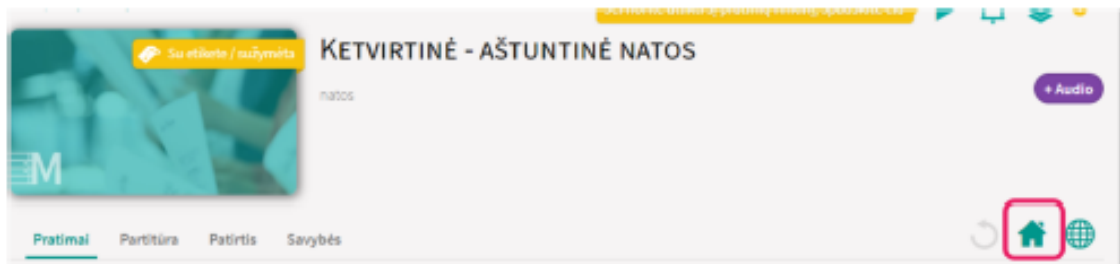 Su etikete / sužymėta
KETVIRTINĖ - AŠTUNTINĖ NATOS
natos
+ Audio
M
Pratimai Partitūra Patirtis Savybės